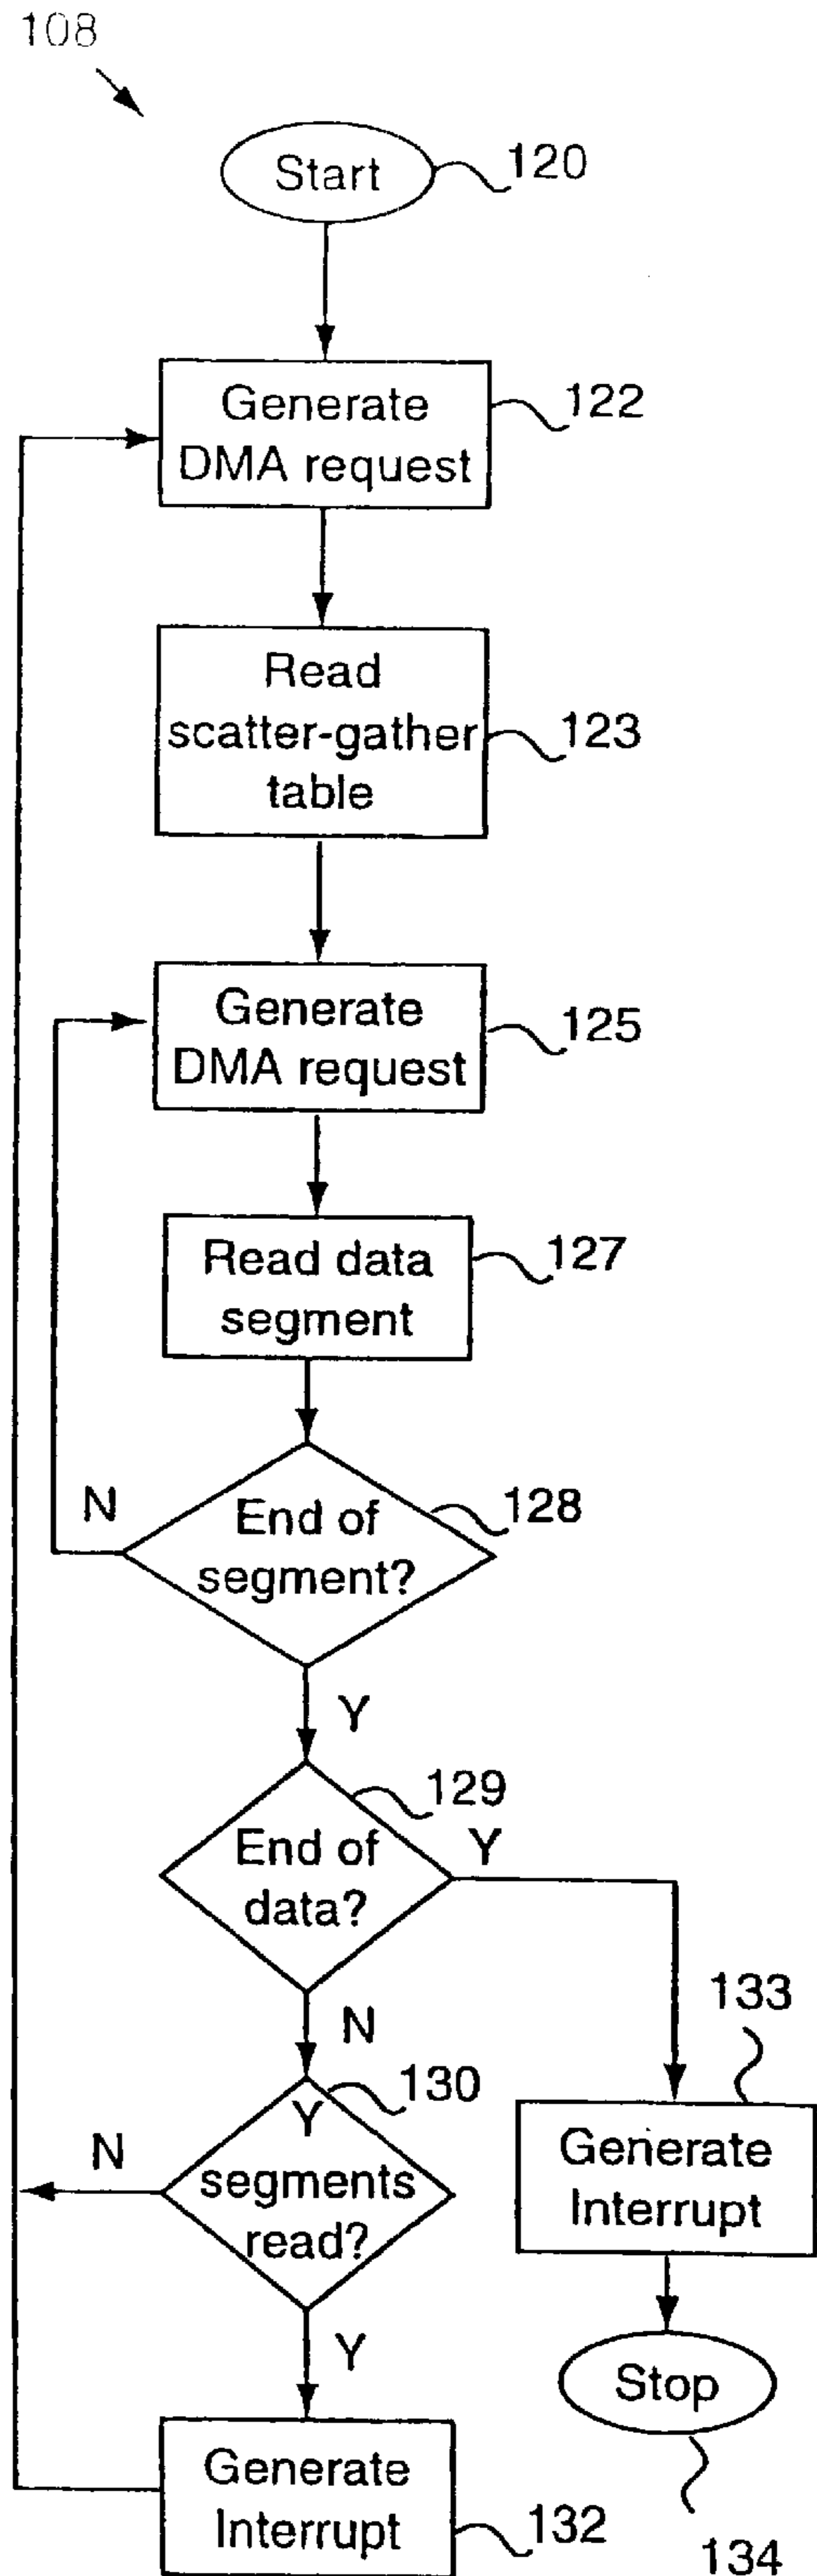 108
Start
120
Generate
DMA request
122
Read
scatter-gather
table
123
Generate
DMA request
125
Read data
segment
127
End of
segment?
128
N
Y
End of
data?
129
Y
N
Y
segments
read?
130
N
Y
133
Generate
Interrupt
Stop
134
Generate
Interrupt
132